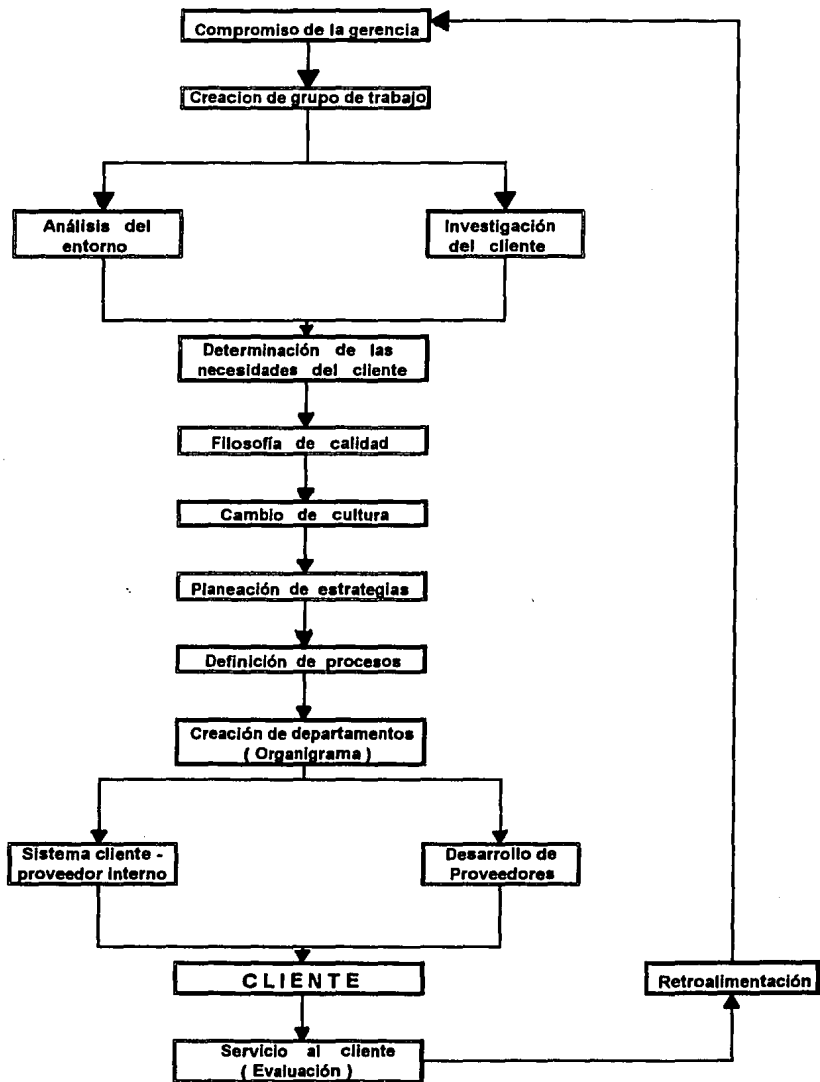 Compromiso de la gerencia
Creacion de grupo de trabajo
Análisis del
entorno
Investigación
del cliente
Determinación de las
necesidades del cliente
Filosofía de calidad
Cambio de cultura
Planeación de estrategias
Definición de procesos
Creación de departamentos
( Organigrama )
Sistema cliente -
proveedor interno
Desarrollo de
Proveedores
CLIENTE
Retroalimentación
Servicio al cliente
( Evaluación )